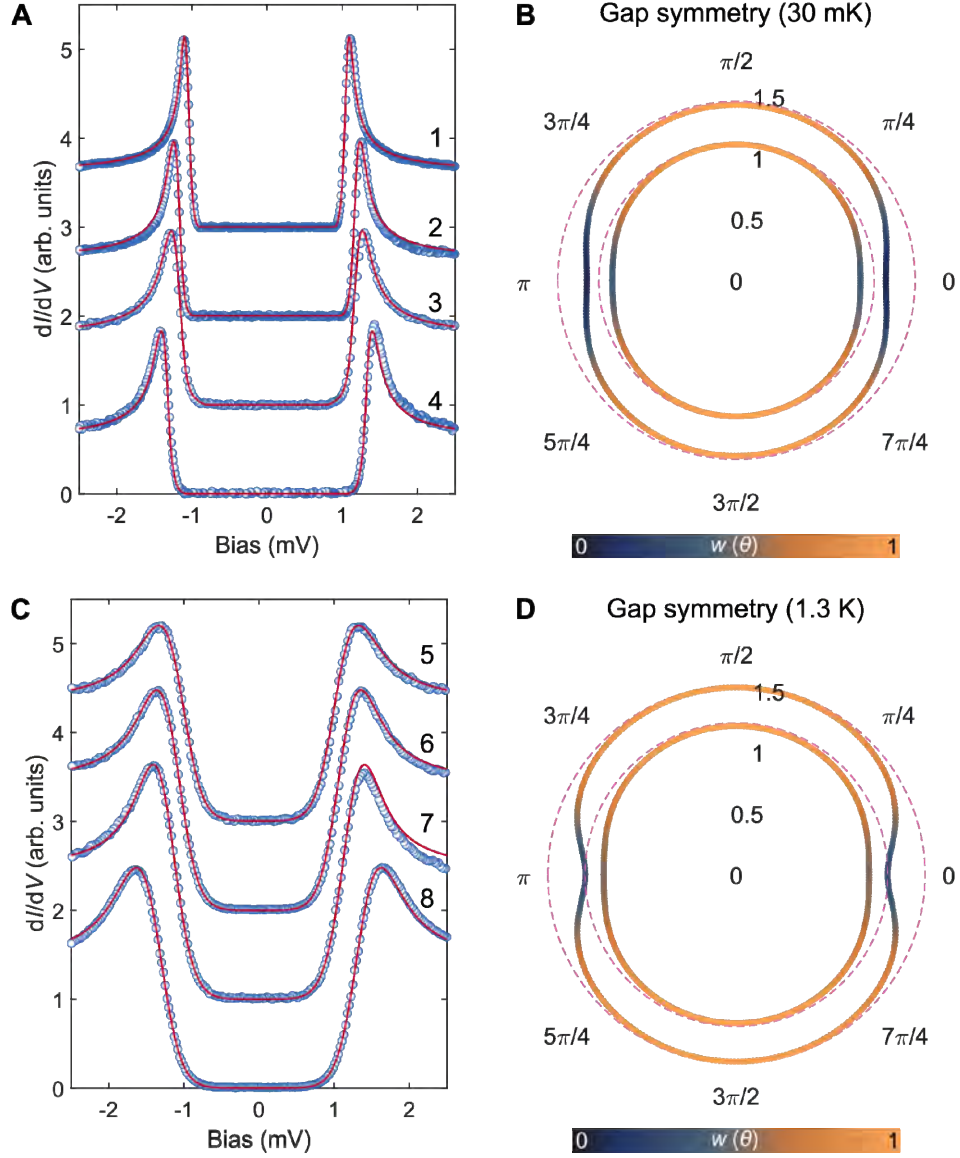 A
5
4
3
2
1
0
dI/dV (arb. units)
1
2
3
4
-2
-1
0
1
2
Bias (mV)
B
Gap symmetry (30 mK)
π/2
3π/4
π/4
1.5
1
0.5
π
0
0
5π/4
7π/4
3π/2
0
w (θ)
1
C
5
4
3
2
1
0
dI/dV (arb. units)
5
6
7
8
-2
-1
0
1
2
Bias (mV)
D
Gap symmetry (1.3 K)
π/2
3π/4
π/4
1.5
1
0.5
π
0
0
5π/4
7π/4
3π/2
0
w (θ)
1